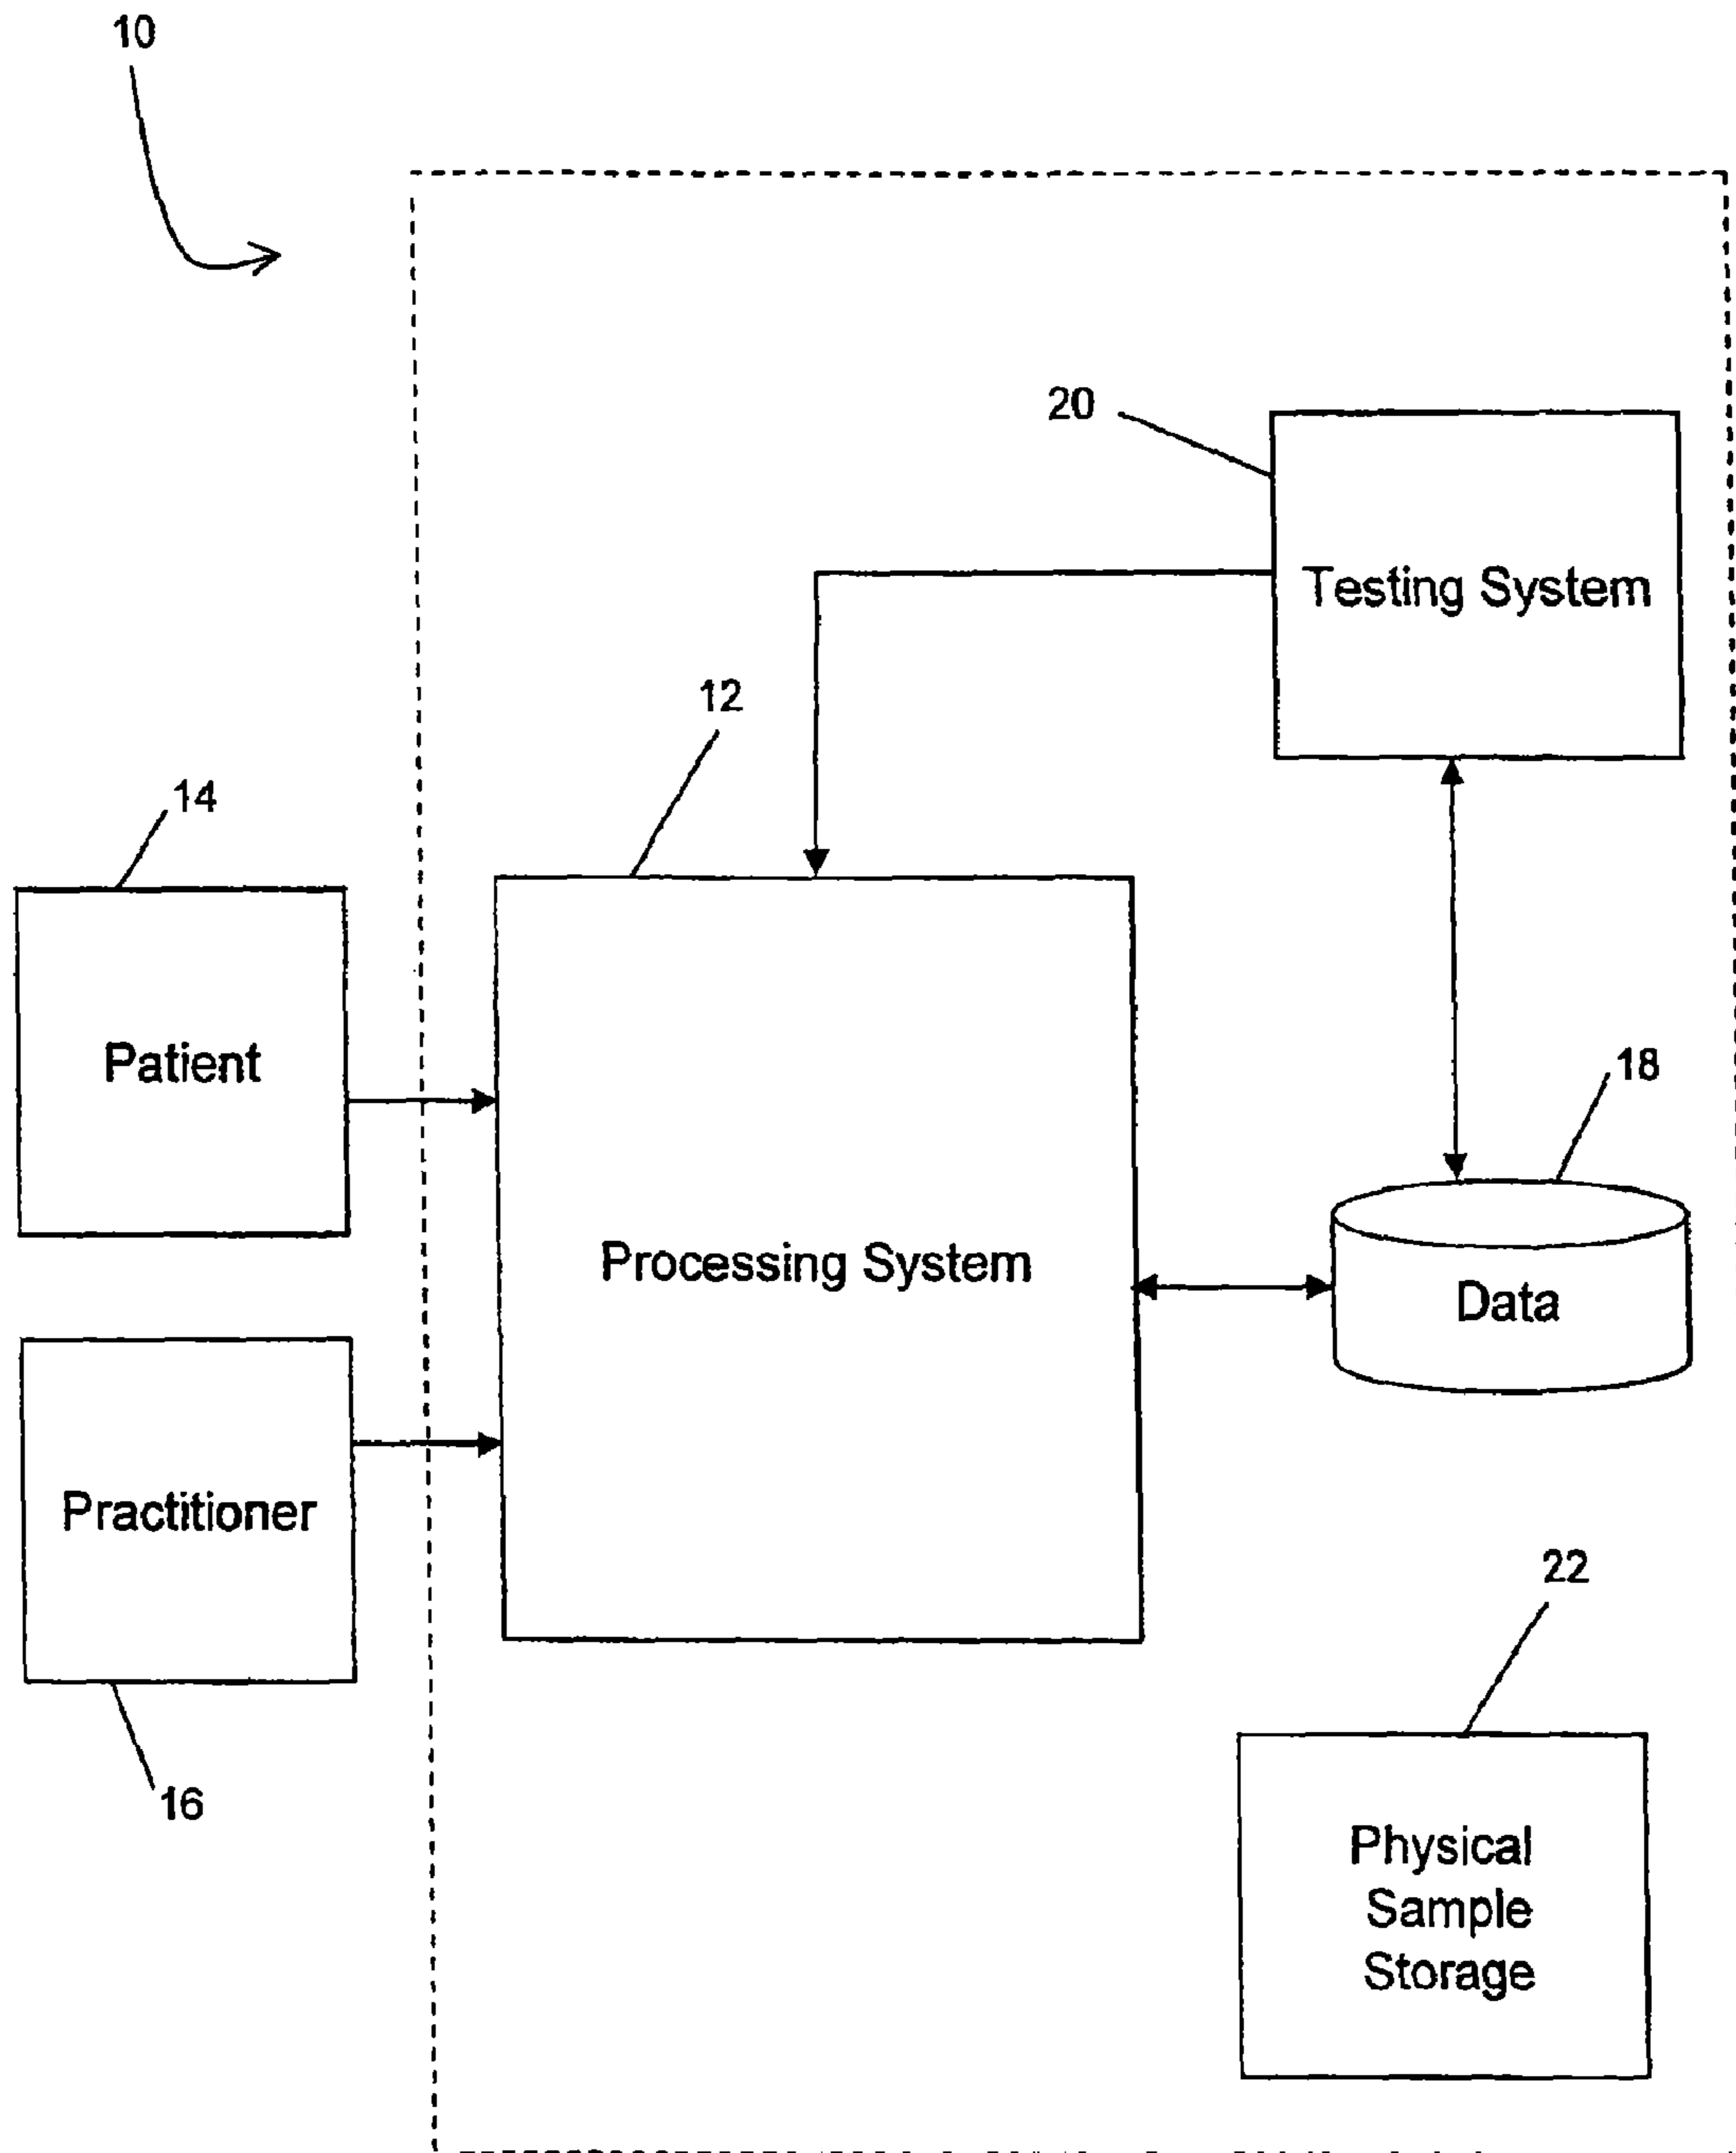 10
20
Testing System
12
14
Patient
18
Processing System
Data
Practitioner
22
16
Physical
Sample
Storage